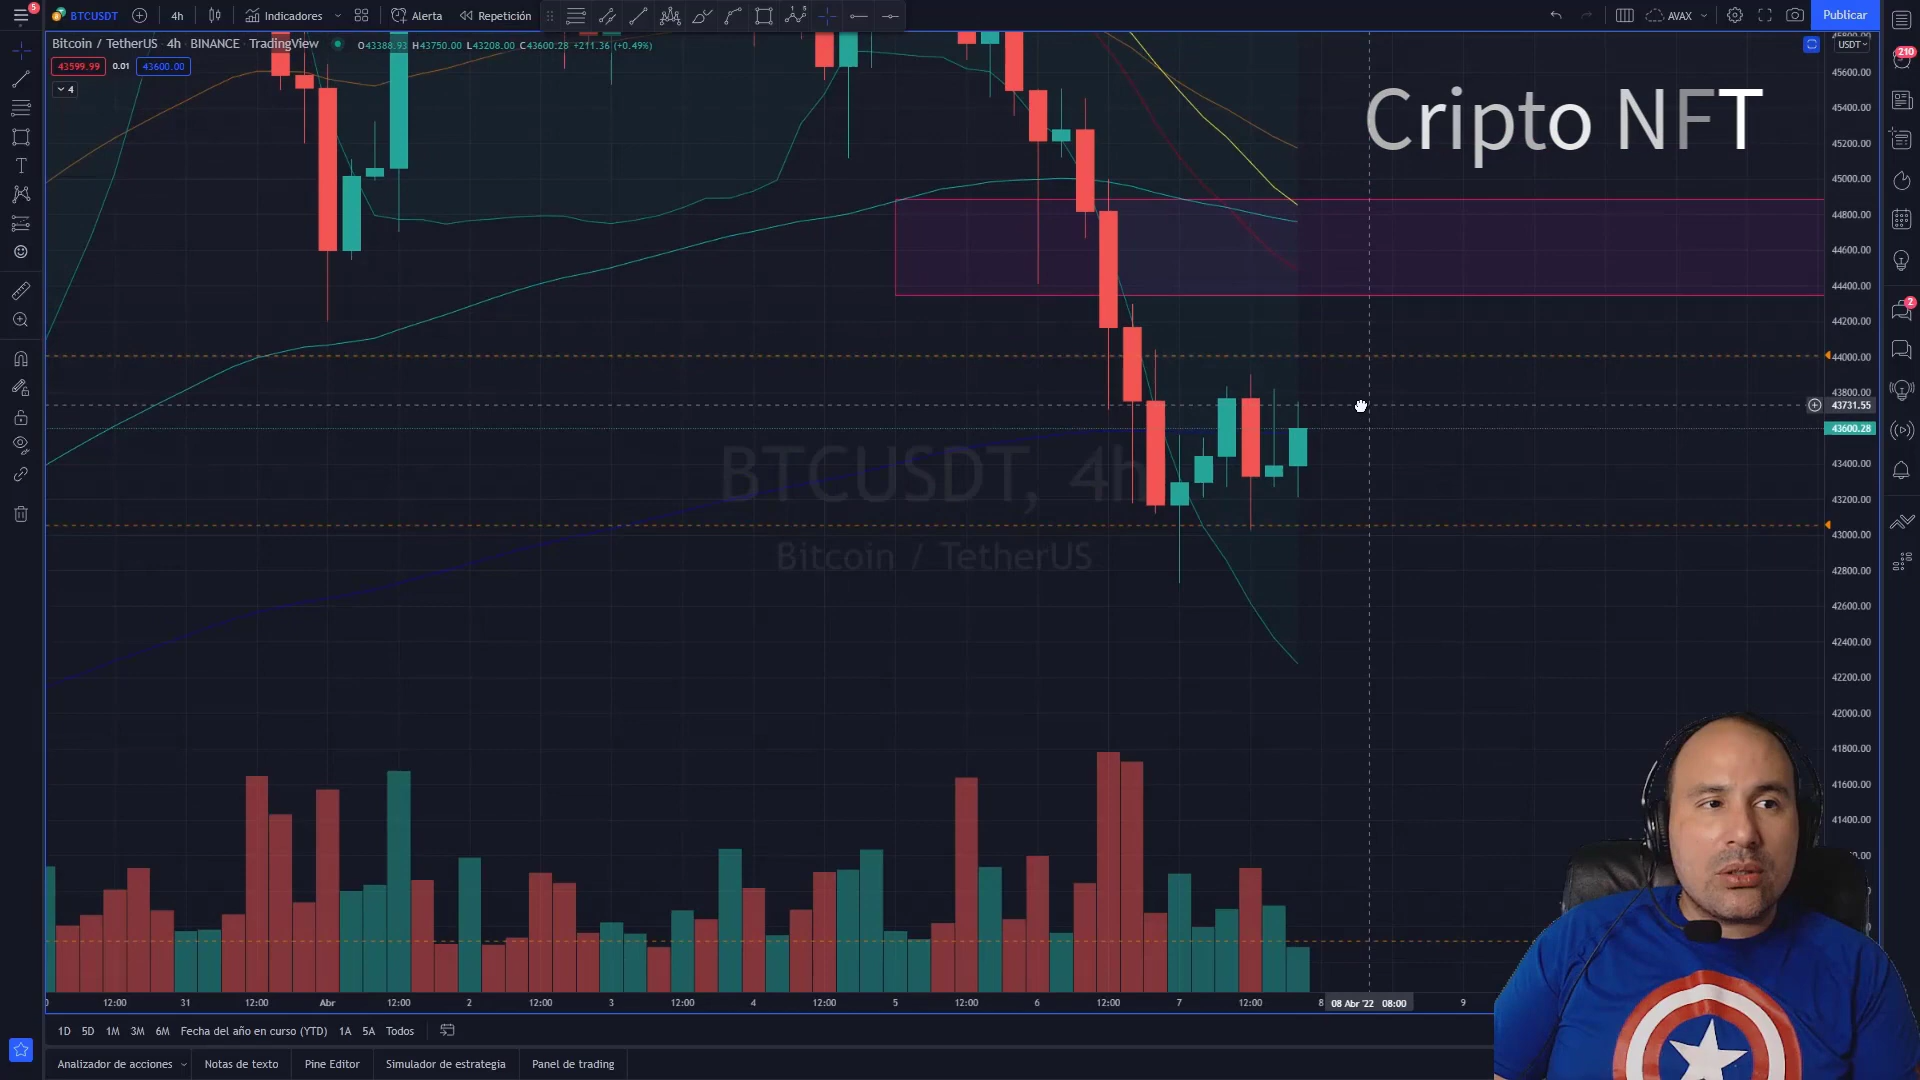 5
BTCUSDT
4h
Indicadores
Alerta
Repetición
AVAX
Publicar
Bitcoin / TetherUS · 4h · BINANCE · TradingView
O43388.93 H43750.00 L43208.00 C43600.28 +211.36 (+0.49%)
USDT
43599.99 0.01 43600.00
4
210
2
Cripto NFT
45800.00
45600.00
45400.00
45200.00
45000.00
44800.00
44600.00
44400.00
44200.00
44000.00
43800.00
43731.55
43600.28
43400.00
43200.00
43000.00
42800.00
42600.00
42400.00
42200.00
42000.00
41800.00
41600.00
41400.00
BTCUSDT, 4h
Bitcoin / TetherUS
12:00 31 12:00 Abr 12:00 2 12:00 3 12:00 4 12:00 5 12:00 6 12:00 7 12:00 8 08 Abr '22 08:00 9
1D 5D 1M 3M 6M Fecha del año en curso (YTD) 1A 5A Todos
Analizador de acciones Notas de texto Pine Editor Simulador de estrategia Panel de trading